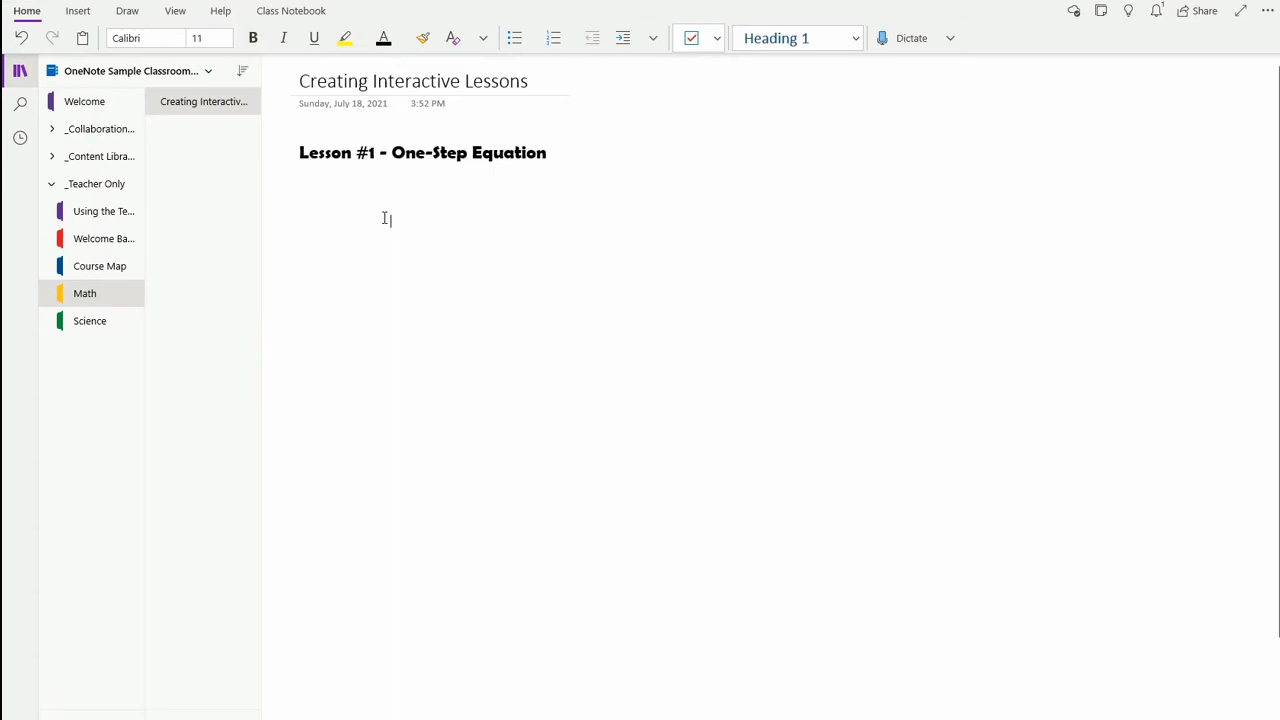 Home Insert Draw View Help Class Notebook
1 Share
Calibri 11 B I U A A Heading 1 Dictate
OneNote Sample Classroom...
Welcome
_Collaboration...
_Content Libra...
_Teacher Only
Using the Te...
Welcome Ba...
Course Map
Math
Science
Creating Interactiv...
Creating Interactive Lessons
Sunday, July 18, 2021 3:52 PM
Lesson #1 - One-Step Equation